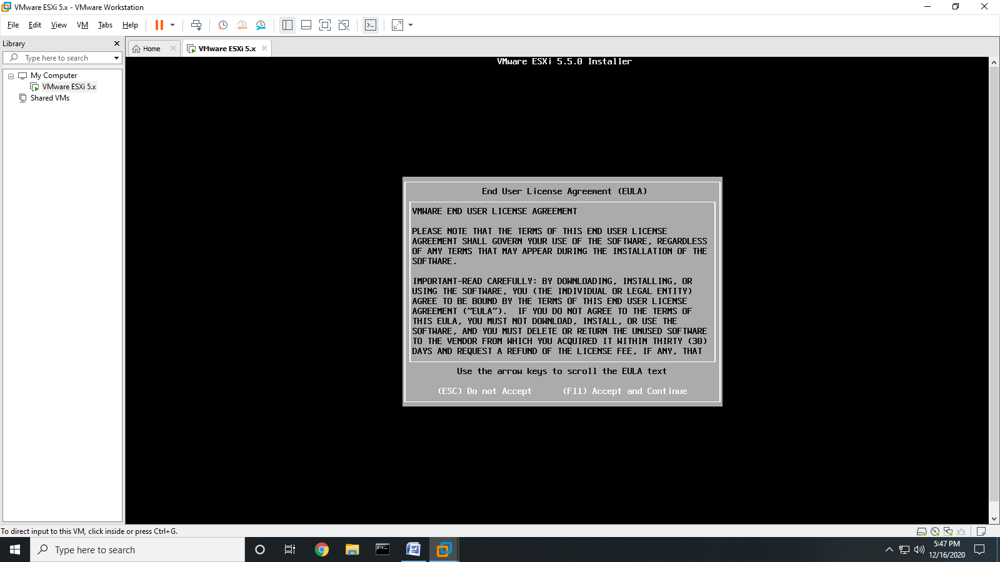 VMware ESXi 5.x - VMware Workstation
File Edit View VM Tabs Help
Library
Type here to search
My Computer
VMware ESXi 5.x
Shared VMs
Home
VMware ESXi 5.x
VMware ESXi 5.5.0 Installer
End User License Agreement (EULA)
VMWARE END USER LICENSE AGREEMENT
PLEASE NOTE THAT THE TERMS OF THIS END USER LICENSE
AGREEMENT SHALL GOVERN YOUR USE OF THE SOFTWARE, REGARDLESS
OF ANY TERMS THAT MAY APPEAR DURING THE INSTALLATION OF THE
SOFTWARE.
IMPORTANT-READ CAREFULLY: BY DOWNLOADING, INSTALLING, OR
USING THE SOFTWARE, YOU (THE INDIVIDUAL OR LEGAL ENTITY)
AGREE TO BE BOUND BY THE TERMS OF THIS END USER LICENSE
AGREEMENT ("EULA"). IF YOU DO NOT AGREE TO THE TERMS OF
THIS EULA, YOU MUST NOT DOWNLOAD, INSTALL, OR USE THE
SOFTWARE, AND YOU MUST DELETE OR RETURN THE UNUSED SOFTWARE
TO THE VENDOR FROM WHICH YOU ACQUIRED IT WITHIN THIRTY (30)
DAYS AND REQUEST A REFUND OF THE LICENSE FEE, IF ANY, THAT
Use the arrow keys to scroll the EULA text
(ESC) Do not Accept (F11) Accept and Continue
To direct input to this VM, click inside or press Ctrl+G.
Type here to search
5:47 PM
12/16/2020